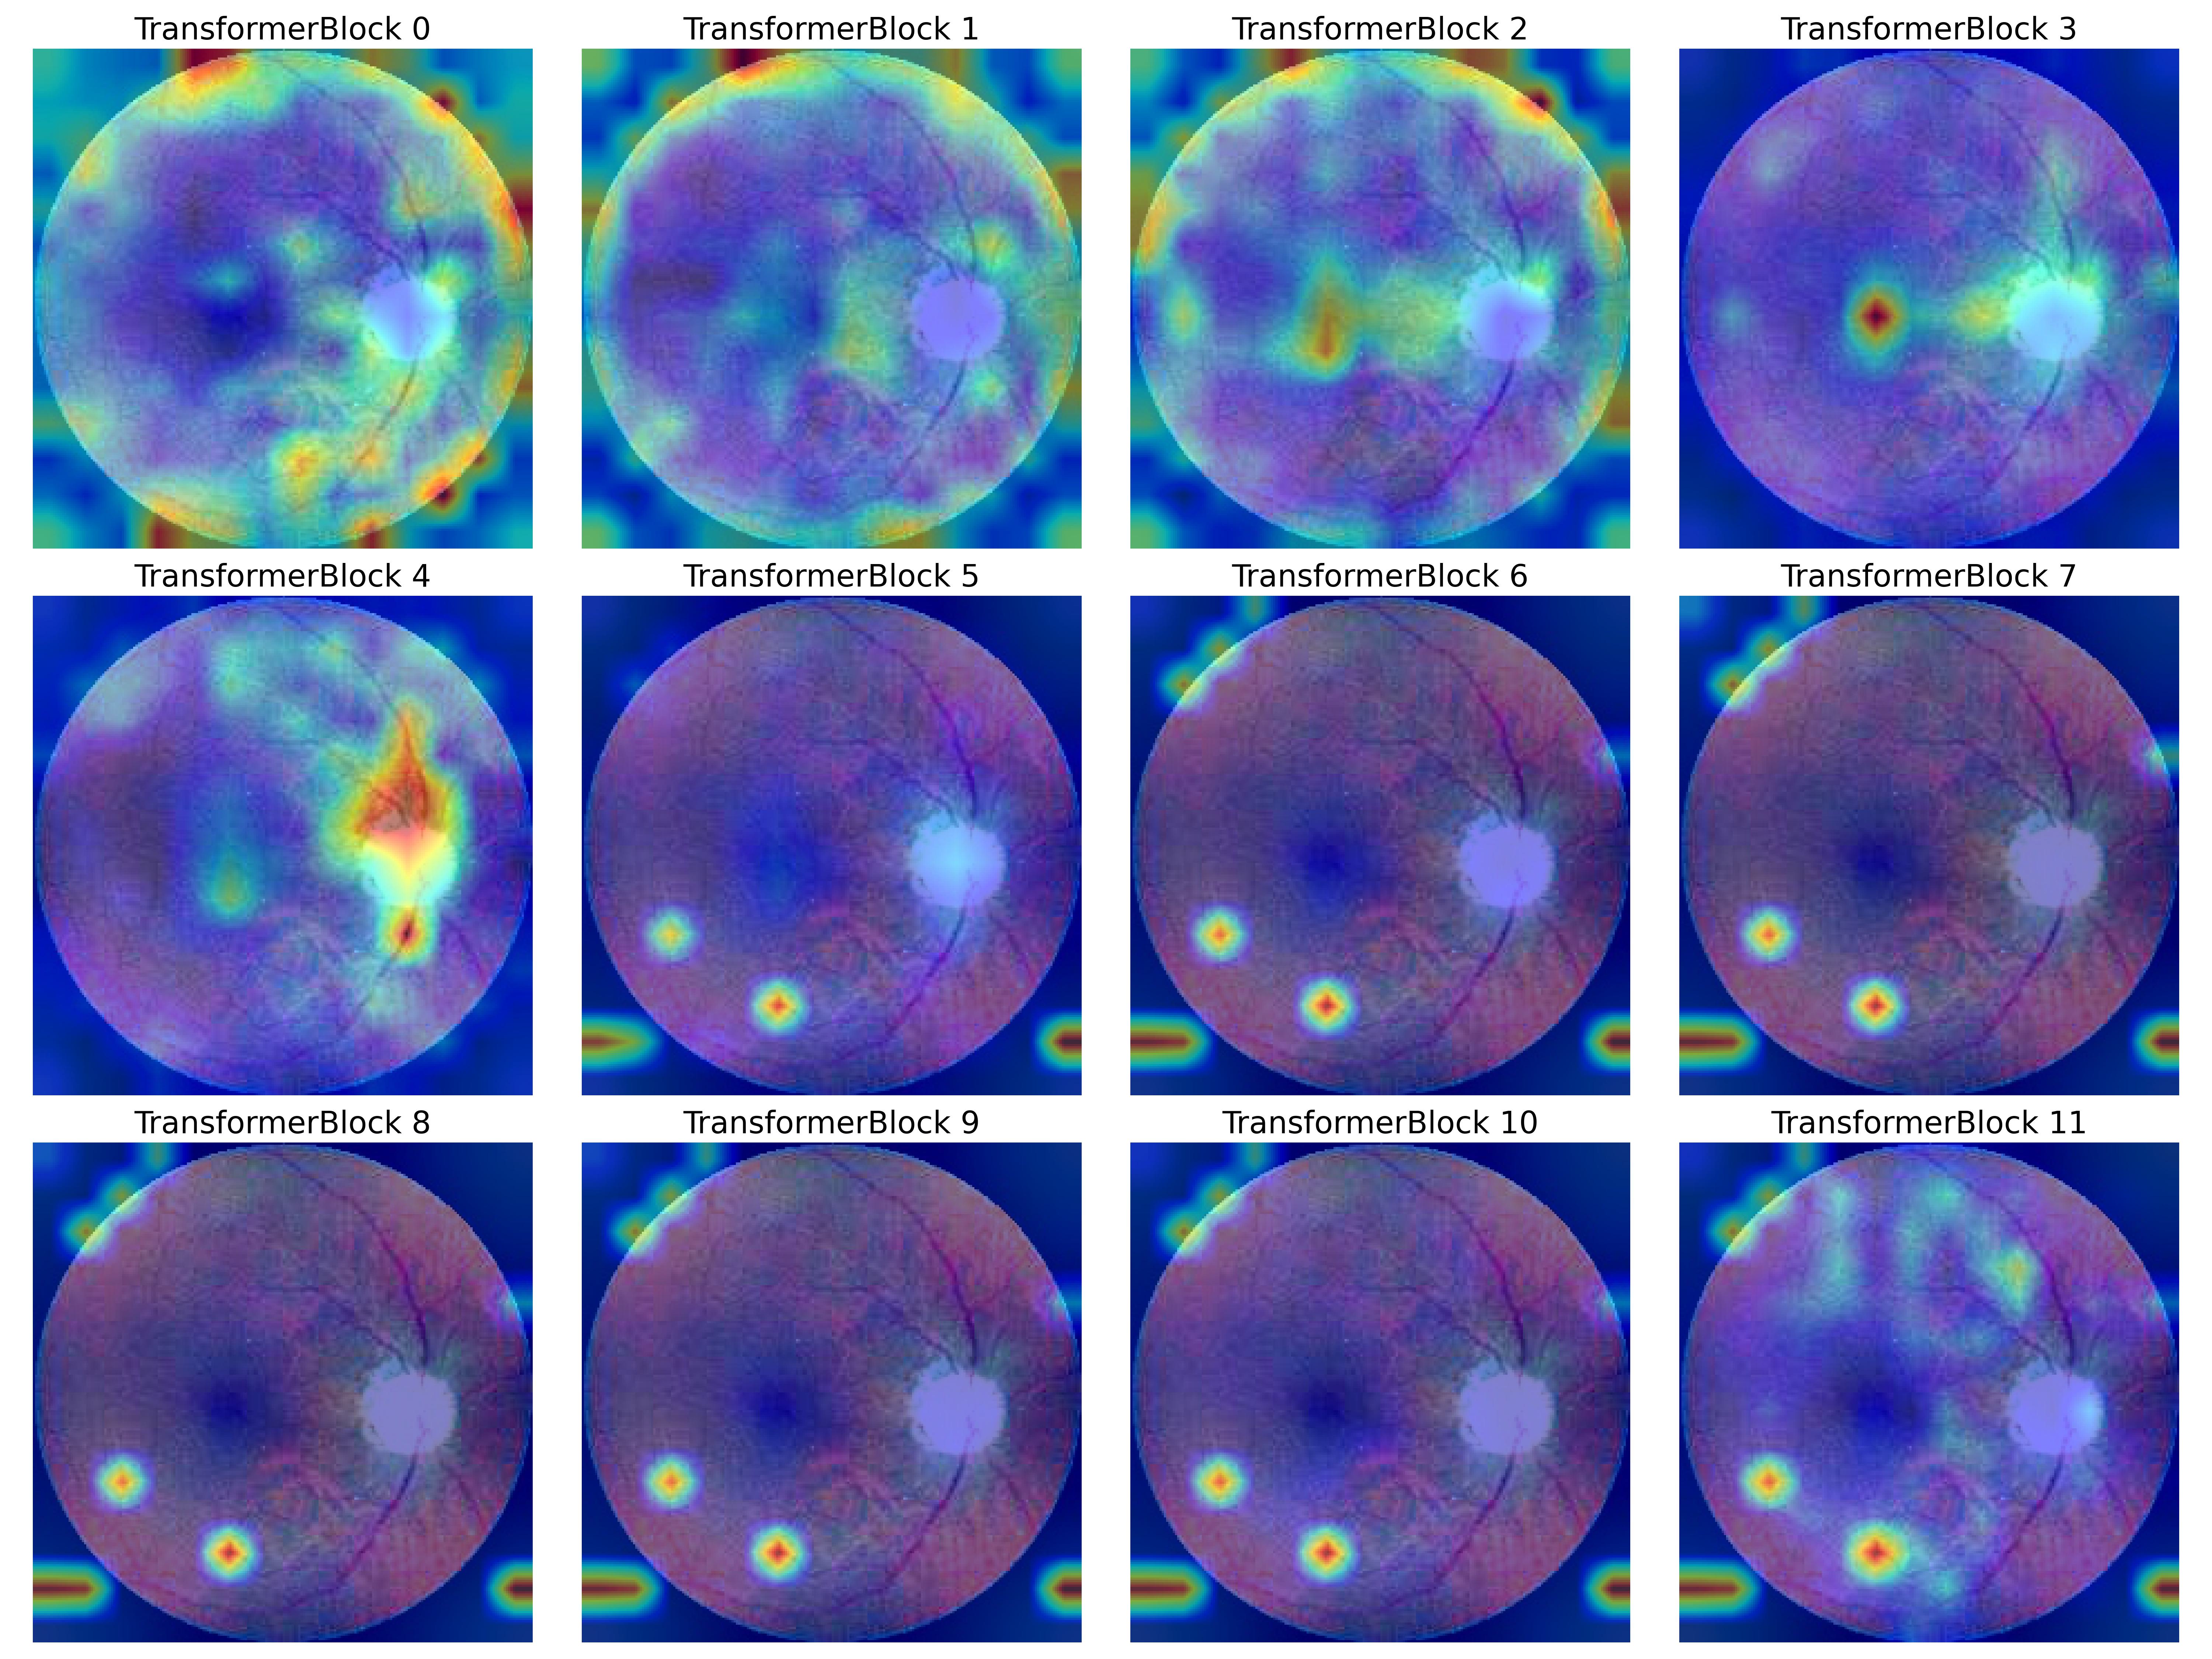 TransformerBlock 0
TransformerBlock 1
TransformerBlock 2
TransformerBlock 3
TransformerBlock 4
TransformerBlock 5
TransformerBlock 6
TransformerBlock 7
TransformerBlock 8
TransformerBlock 9
TransformerBlock 10
TransformerBlock 11